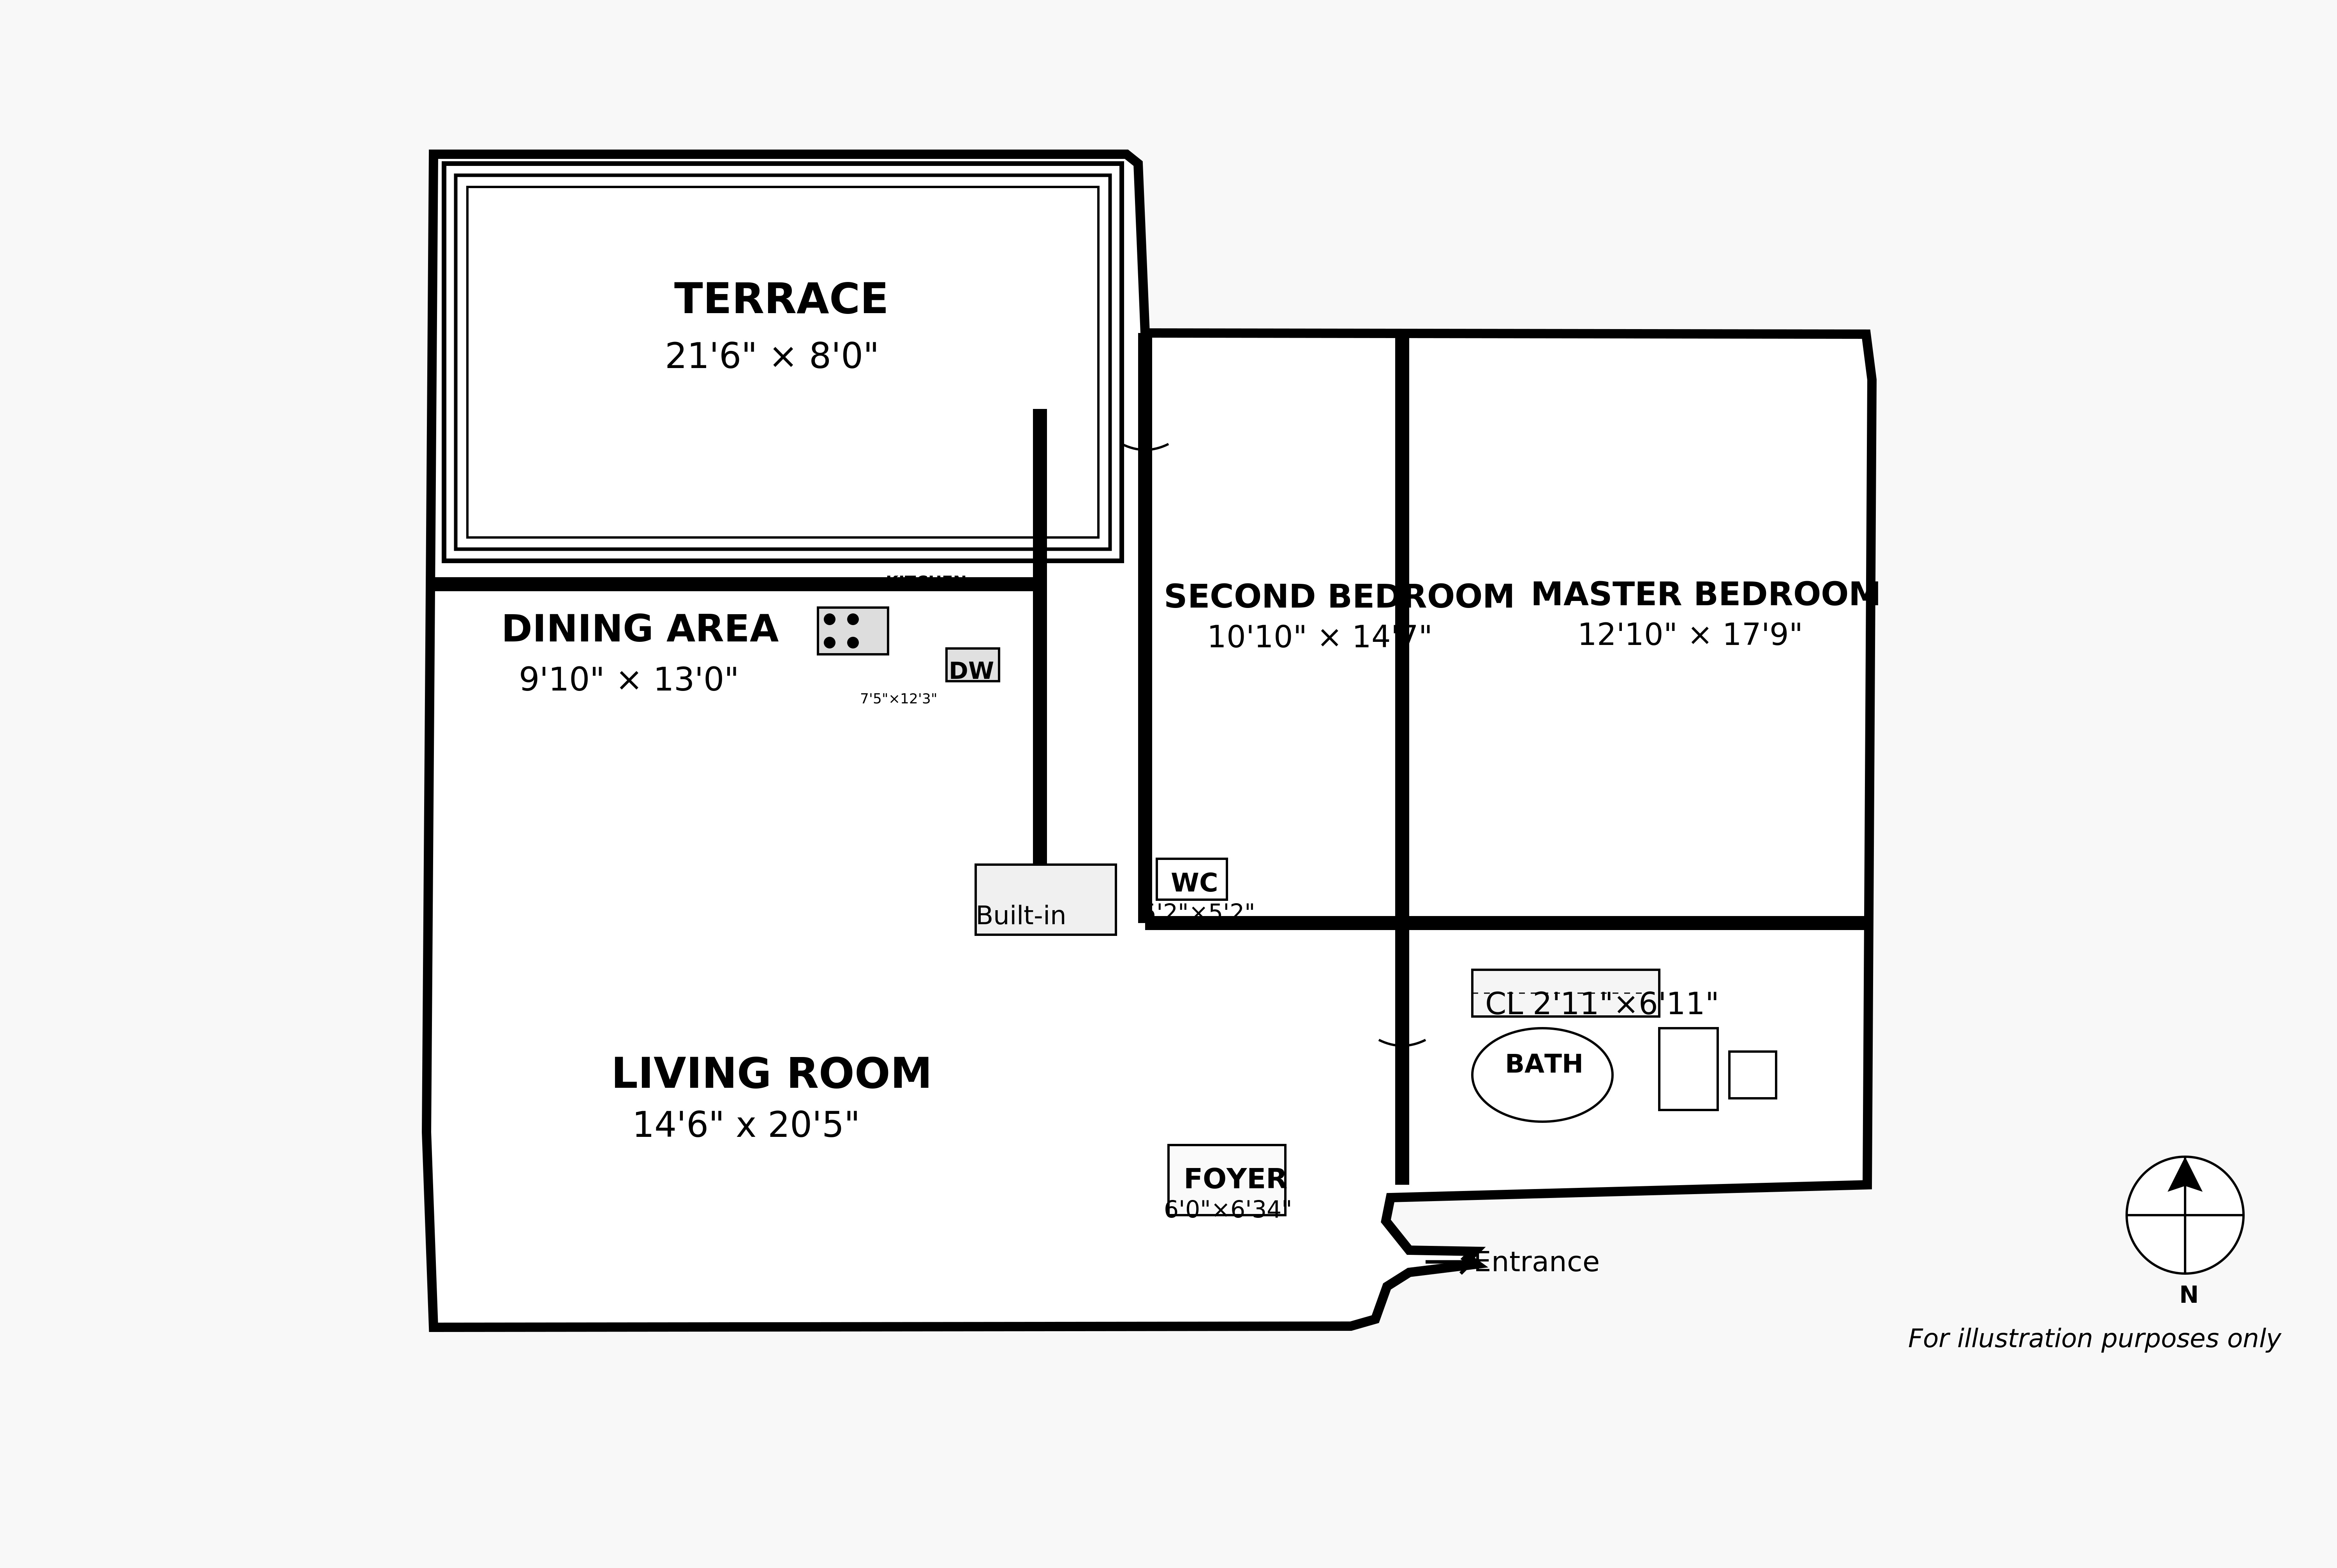 TERRACE
21'6" × 8'0"
KITCHEN
DINING AREA
9'10" × 13'0"
DW
7'5"×12'3"
SECOND BEDROOM
10'10" × 14'7"
MASTER BEDROOM
12'10" × 17'9"
WC
'2"×5'2"
Built-in
CL 2'11"×6'11"
BATH
LIVING ROOM
14'6" x 20'5"
FOYER
6'0"×6'34"
Entrance
N
For illustration purposes only